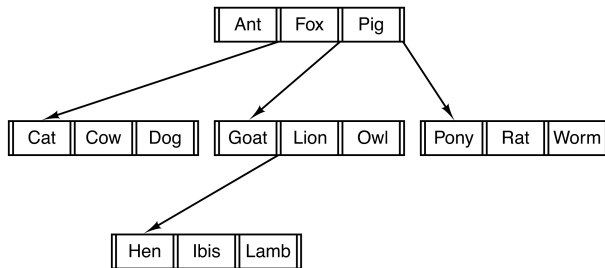 Ant Fox Pig
Cat Cow Dog Goat Lion Owl Pony Rat Worm
Hen Ibis Lamb